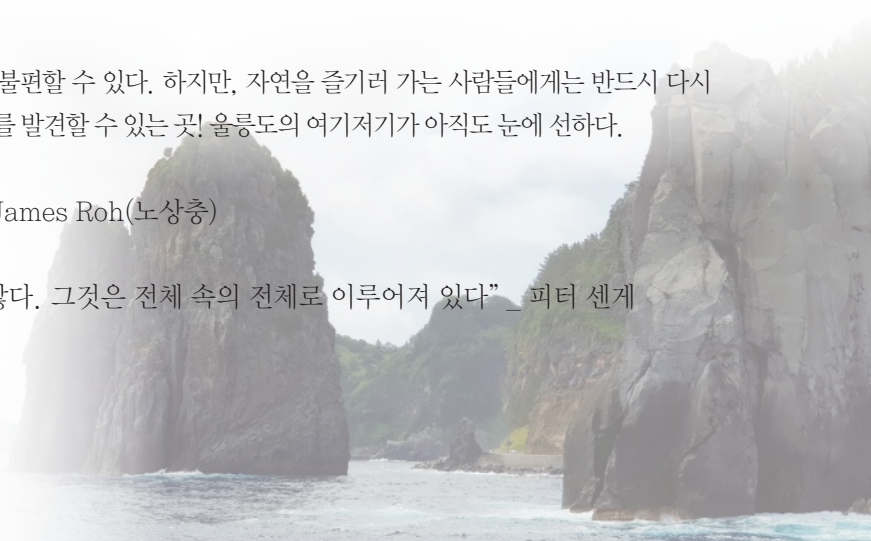 불편할 수 있다. 하지만, 자연을 즐기러 가는 사람들에게는 반드시 다시
를 발견할 수 있는 곳! 울릉도의 여기저기가 아직도 눈에 선하다.
James Roh(노상충)
않다. 그것은 전체 속의 전체로 이루어져 있다” _ 피터 센게